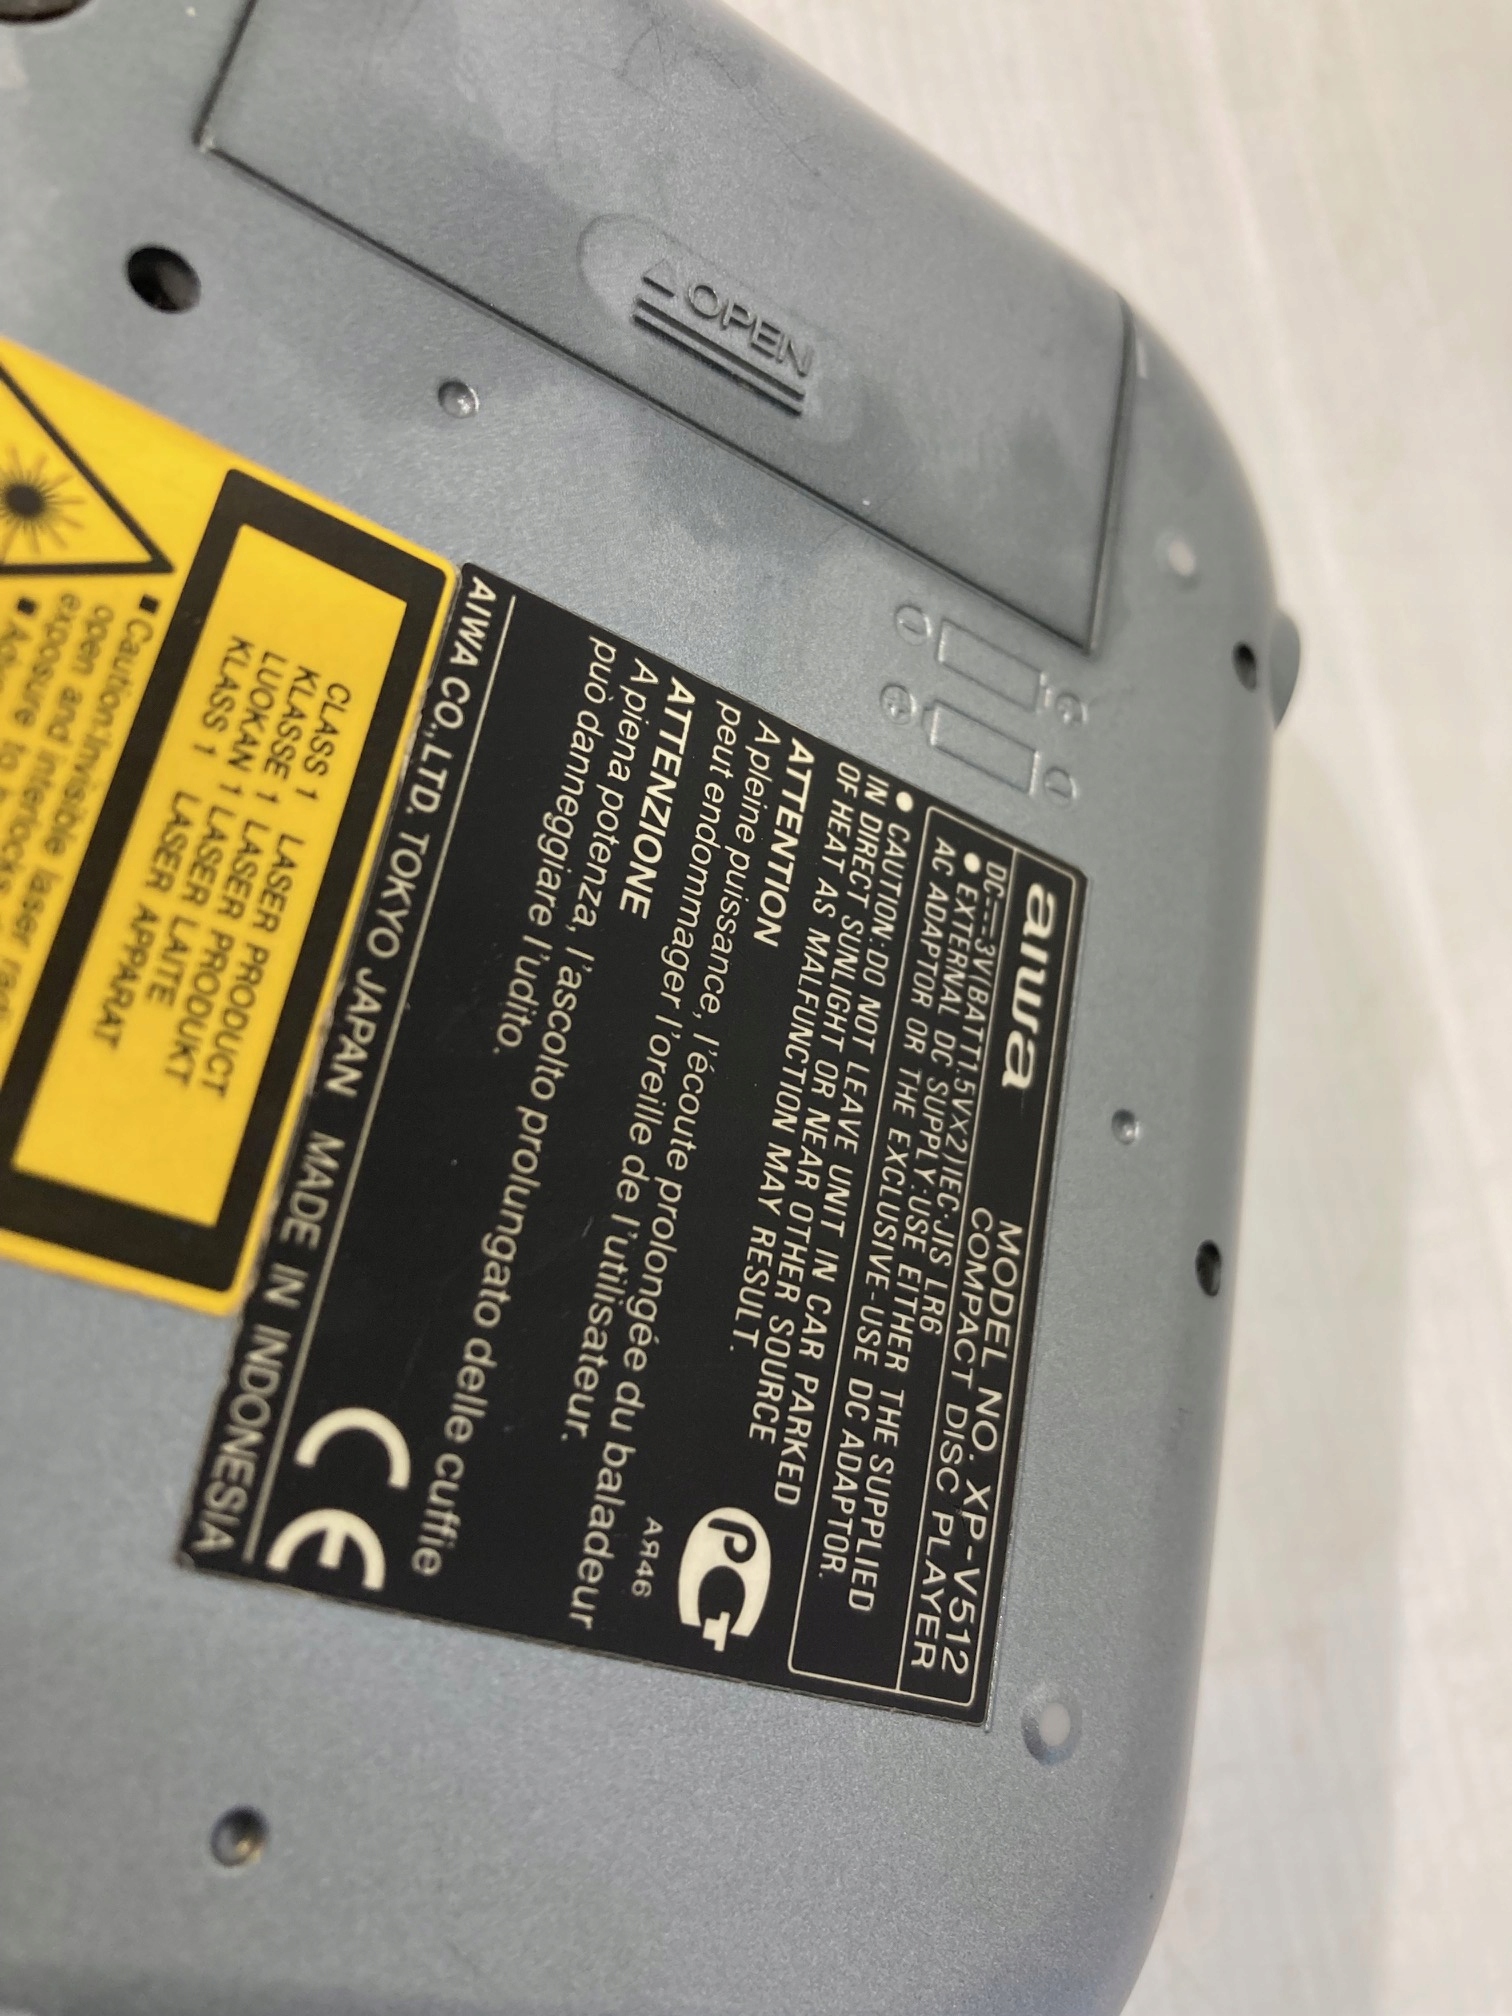 OPEN
aiwa
MODEL NO. XP-V512
COMPACT DISC PLAYER
DC 3V(BATT1.5VX2)IEC·JIS LR6
● EXTERNAL DC SUPPLY:USE EITHER THE SUPPLIED
AC ADAPTOR OR THE EXCLUSIVE-USE DC ADAPTOR.
● CAUTION:DO NOT LEAVE UNIT IN CAR PARKED
IN DIRECT SUNLIGHT OR NEAR OTHER SOURCE
OF HEAT AS MALFUNCTION MAY RESULT.
ATTENTION
A pleine puissance, l'écoute prolongée du baladeur
peut endommager l'oreille de l'utilisateur.
ATTENZIONE
A piena potenza, l'ascolto prolungato delle cuffie
può danneggiare l'udito.
АЯ46
CE
AIWA CO.,LTD. TOKYO JAPAN MADE IN INDONESIA
CLASS 1 LASER PRODUCT
KLASSE 1 LASER PRODUKT
LUOKAN 1 LASER LAITE
KLASS 1 LASER APPARAT
■ Caution:Invisible laser
open and interlocks
exposure to